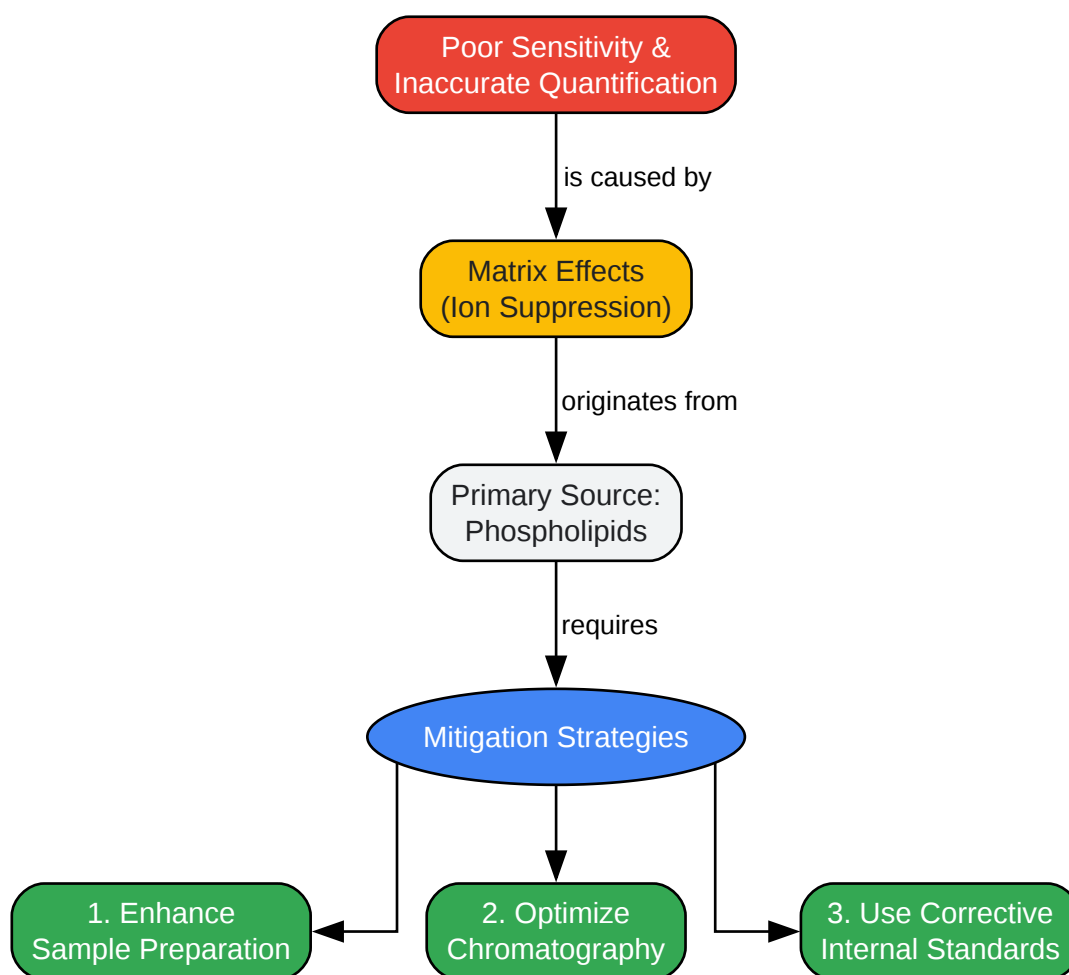 Poor Sensitivity &
Inaccurate Quantification
is caused by
Matrix Effects
(Ion Suppression)
originates from
Primary Source:
Phospholipids
requires
Mitigation Strategies
1. Enhance
Sample Preparation
2. Optimize
Chromatography
3. Use Corrective
Internal Standards